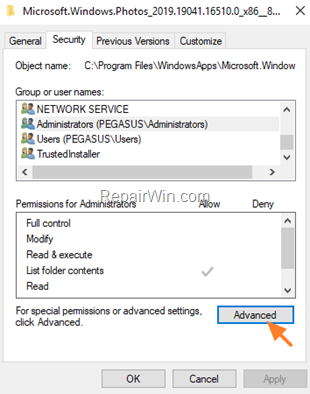 Microsoft.Windows.Photos_2019.19041.16510.0_x86__8...
General Security Previous Versions Customize
Object name: C:\Program Files\WindowsApps\Microsoft.Window
Group or user names:
NETWORK SERVICE
Administrators (PEGASUS\Administrators)
Users (PEGASUS\Users)
TrustedInstaller
RepairWin.com
Permissions for Administrators Allow Deny
Full control
Modify
Read & execute
List folder contents
Read
For special permissions or advanced settings,
click Advanced.
Advanced
OK Cancel Apply